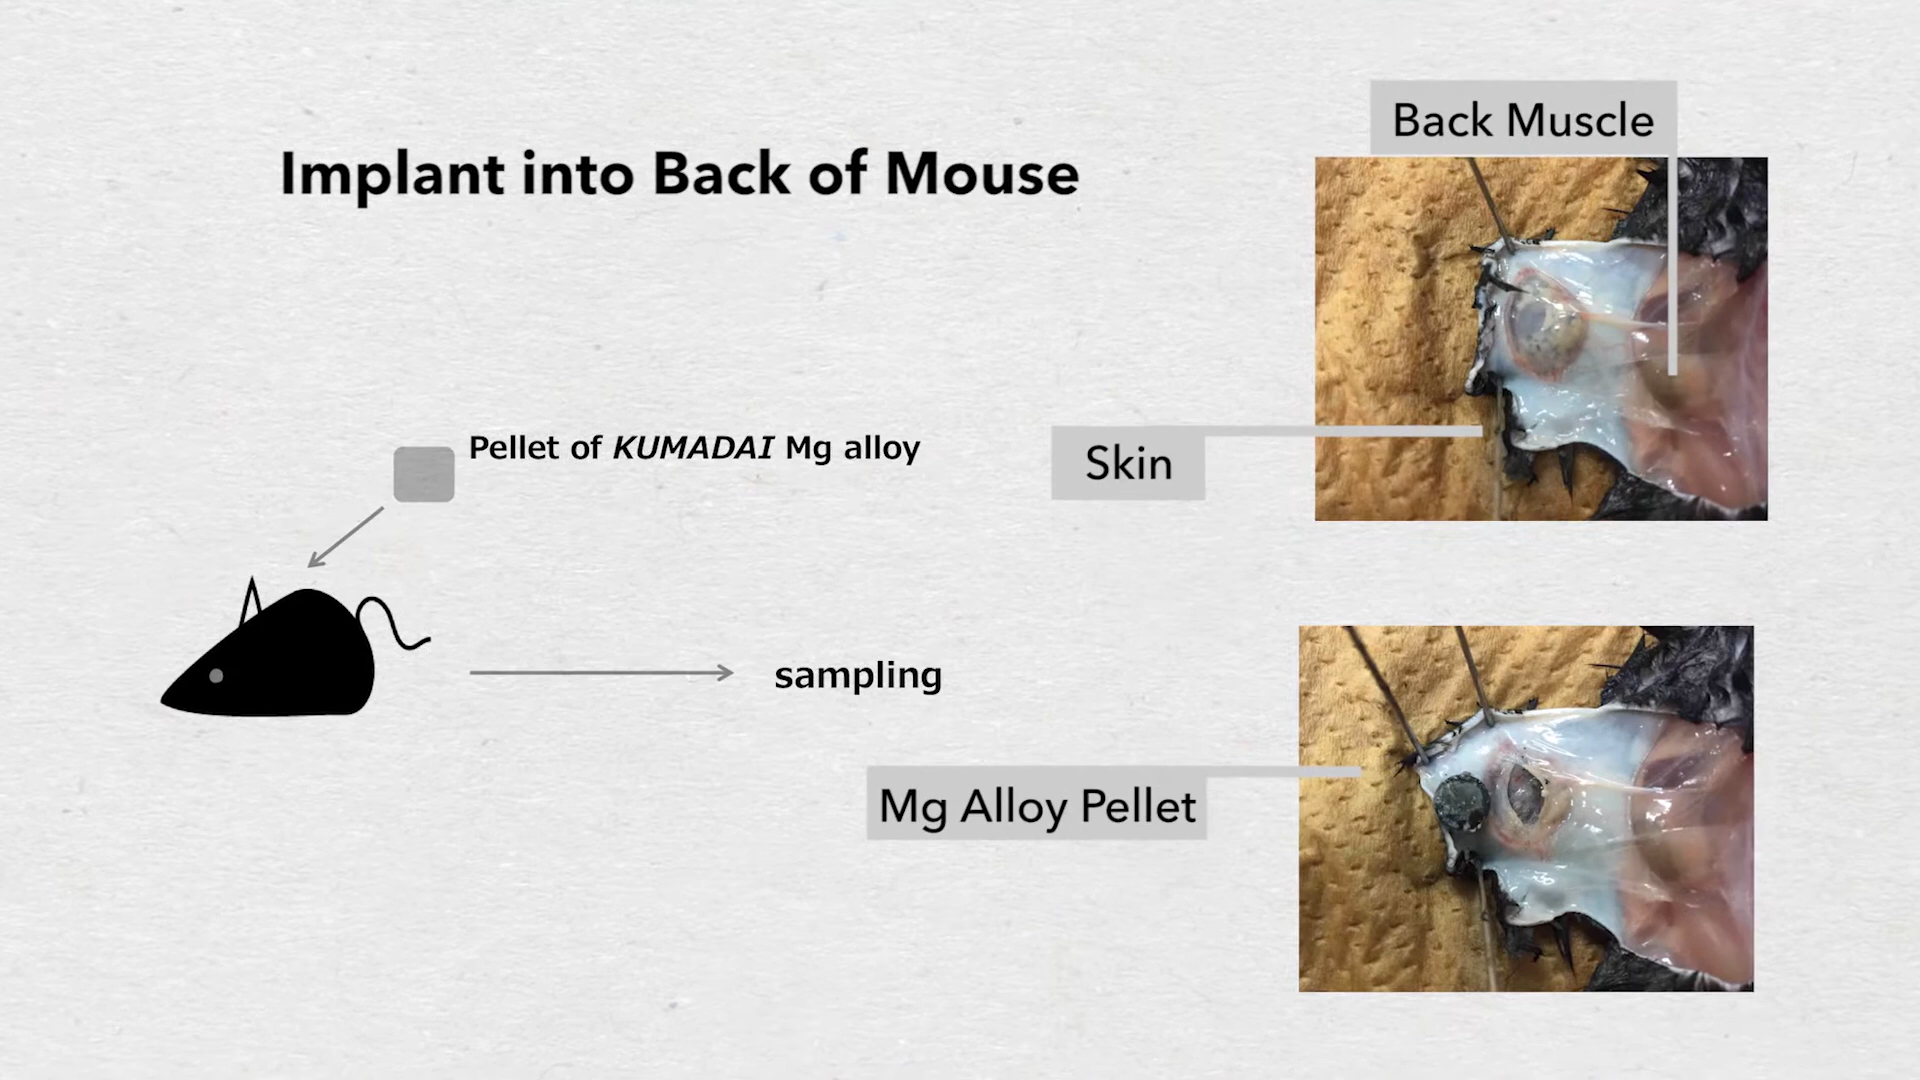 Implant into Back of Mouse
Back Muscle
Pellet of KUMADAI Mg alloy
Skin
sampling
Mg Alloy Pellet